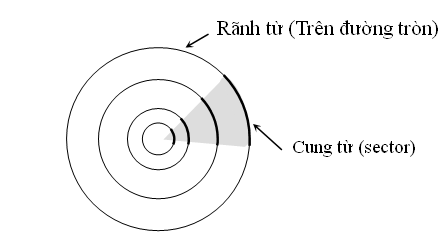 Rãnh từ (Trên đường tròn)
Cung từ (sector)